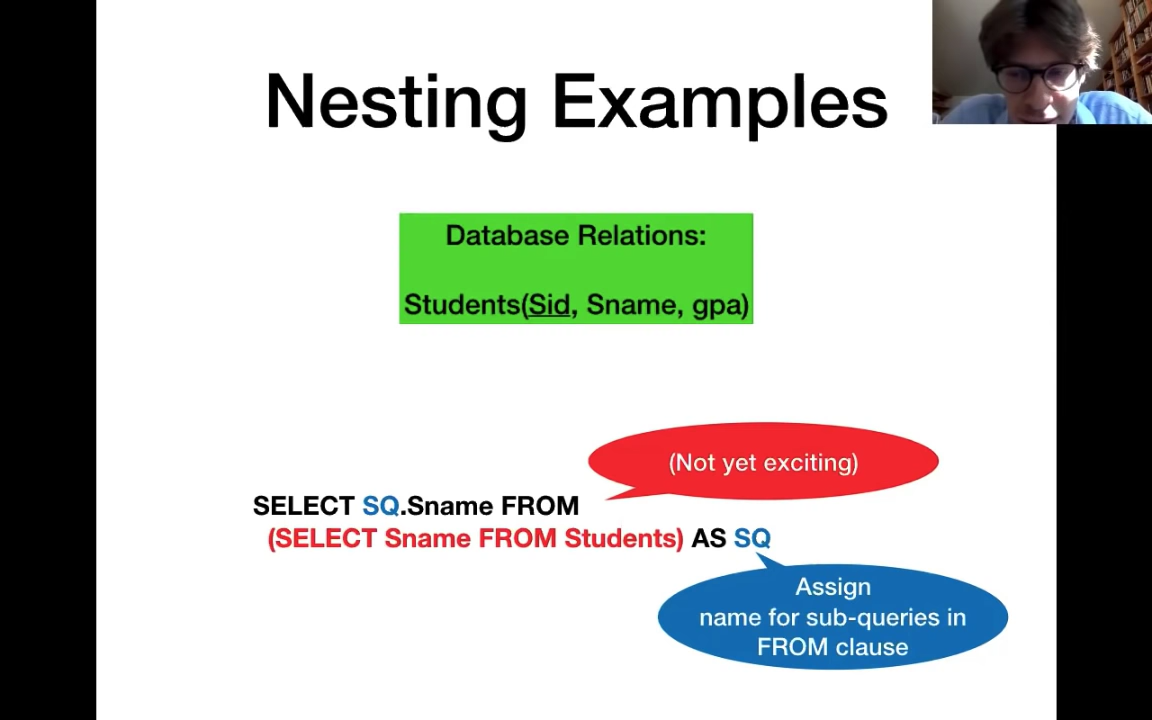 Nesting Examples
Database Relations:
Students(Sid, Sname, gpa)
(Not yet exciting)
SELECT SQ.Sname FROM
(SELECT Sname FROM Students) AS SQ
Assign
name for sub-queries in
FROM clause